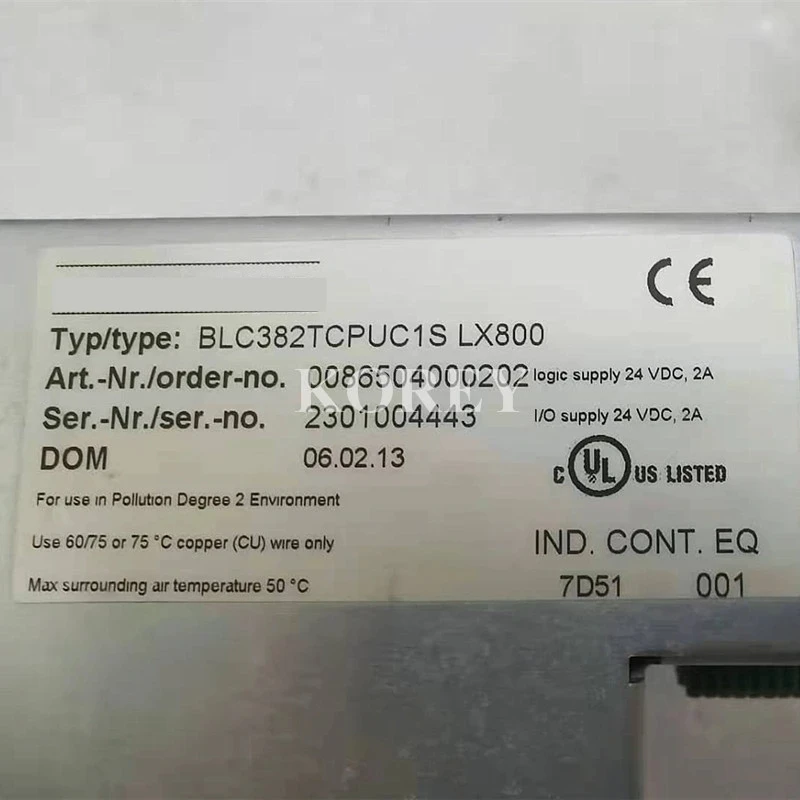 CE
Typ/type: BLC382TCPUC1S LX800
Art.-Nr./order-no. 0086504000202 logic supply 24 VDC, 2A
Ser.-Nr./ser.-no. 2301004443 I/O supply 24 VDC, 2A
KOREY
DOM 06.02.13
C UL US LISTED
For use in Pollution Degree 2 Environment
Use 60/75 or 75 °C copper (CU) wire only IND. CONT. EQ
Max surrounding air temperature 50 °C 7D51 001